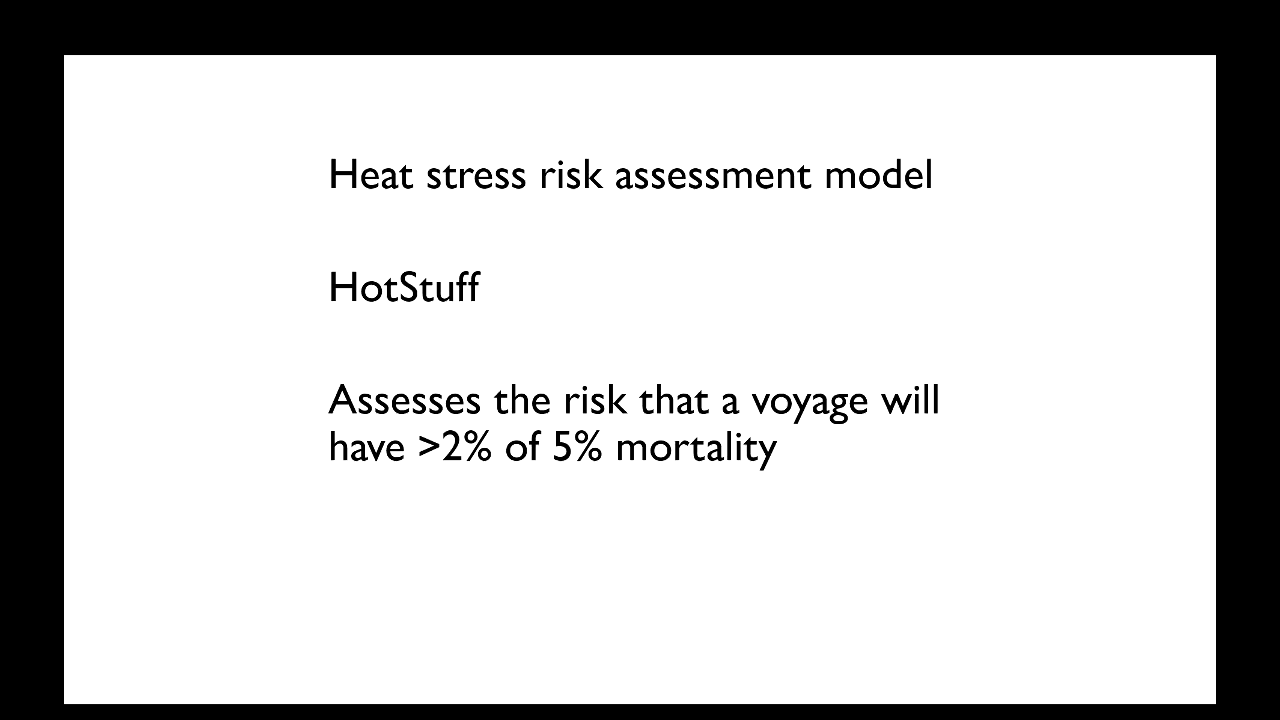 Heat stress risk assessment model
HotStuff
Assesses the risk that a voyage will
have >2% of 5% mortality